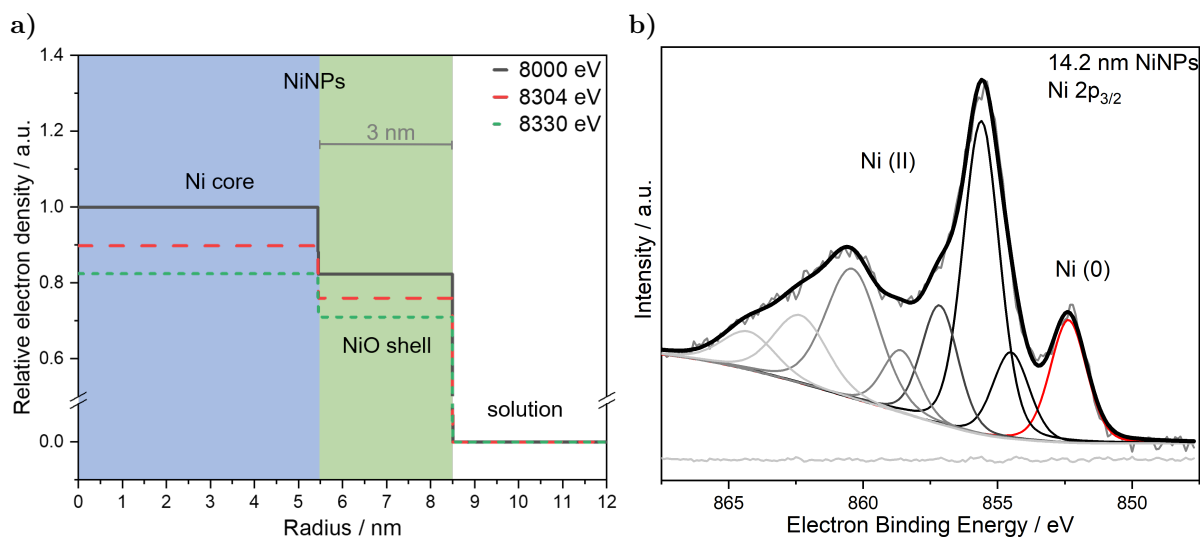 a)
1.4
1.2
1.0
0.8
0.6
0.0
Relative electron density / a.u.
NiNPs
8000 eV
8304 eV
8330 eV
3 nm
Ni core
NiO shell
solution
0 1 2 3 4 5 6 7 8 9 10 11 12
Radius / nm
b)
14.2 nm NiNPs
Ni 2p3/2
Ni (II)
Ni (0)
Intensity / a.u.
865 860 855 850
Electron Binding Energy / eV